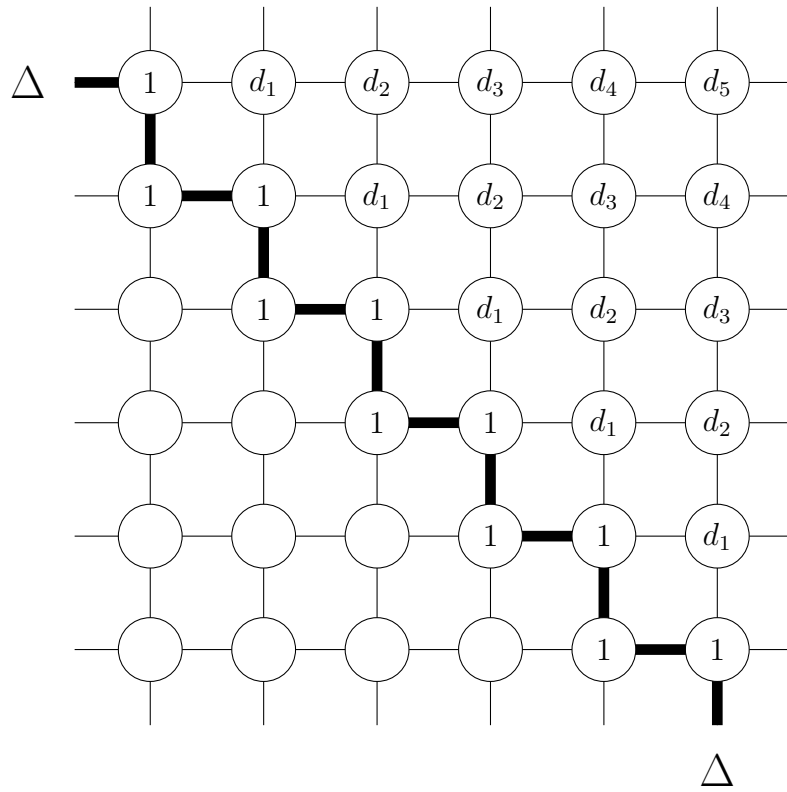 Δ 1 d₁ d₂ d₃ d₄ d₅
1 1 d₁ d₂ d₃ d₄
1 1 d₁ d₂ d₃
1 1 d₁ d₂
1 1 d₁
1 1
Δ